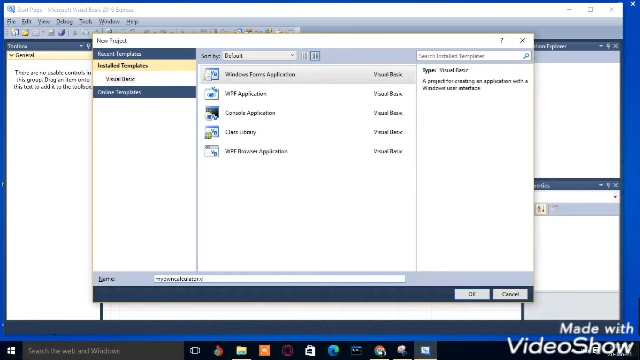 Start Page - Microsoft Visual Basic 2010 Express
File Edit View Debug Tools Window Help
Toolbox
General
There are no usable controls in
this group. Drag an item onto
this text to add it to the toolbox.
New Project
Recent Templates
Installed Templates
Visual Basic
Online Templates
Sort by: Default
Search Installed Templates
Windows Forms Application Visual Basic
WPF Application Visual Basic
Console Application Visual Basic
Class Library Visual Basic
WPF Browser Application Visual Basic
Type: Visual Basic
A project for creating an application with a
Windows user interface
Name: myowncalculator.v
OK Cancel
Explorer
Search the web and Windows
Made with
VideoShow